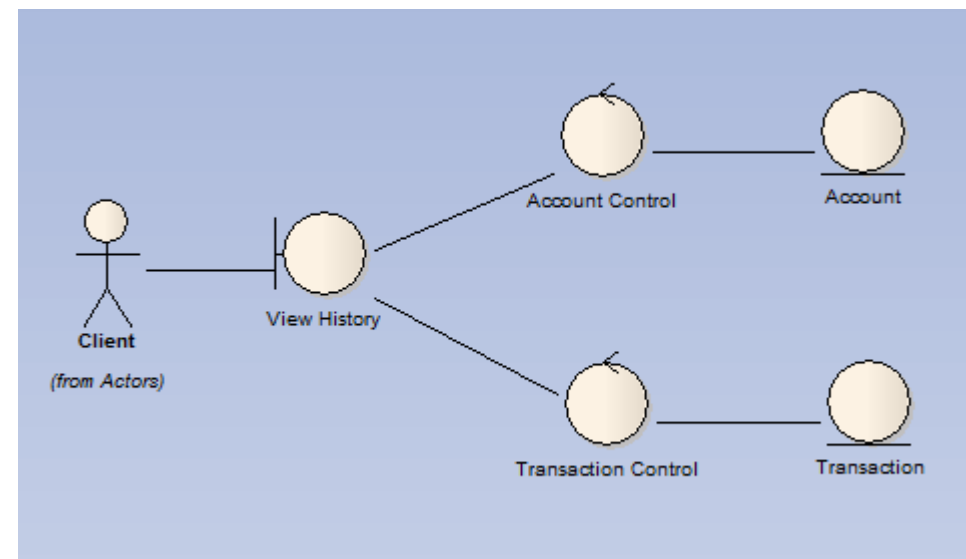 Account Control
Account
View History
Client
(from Actors)
Transaction Control
Transaction